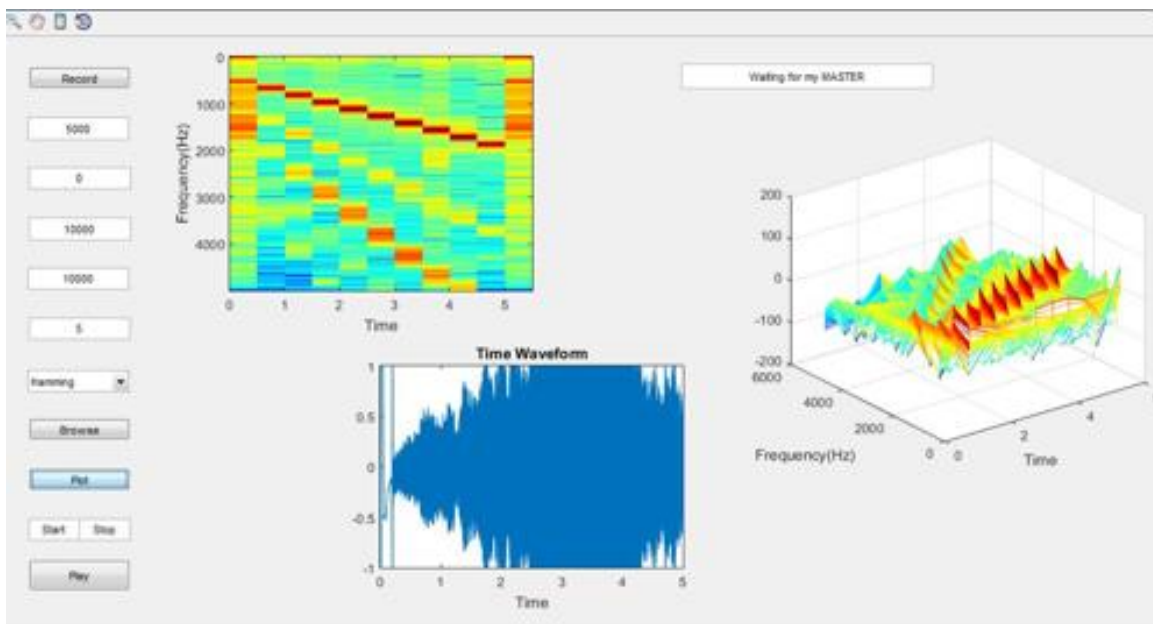 Record
5000
0
10000
10000
5
hamming
Browse
Plot
Start Stop
Play
0
1000
2000
3000
4000
Frequency(Hz)
0 1 2 3 4 5
Time
Time Waveform
1
0.5
0
-0.5
-1
0 1 2 3 4 5
Time
Waiting for my MASTER
200
100
0
-100
-200
6000
4000
2000
0
Frequency(Hz)
0
2
4
Time